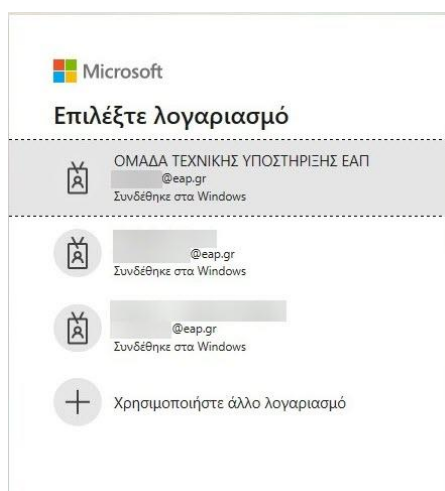 Microsoft
Επιλέξτε λογαριασμό
ΟΜΑΔΑ ΤΕΧΝΙΚΗΣ ΥΠΟΣΤΗΡΙΞΗΣ ΕΑΠ
@eap.gr
Συνδέθηκε στα Windows
@eap.gr
Συνδέθηκε στα Windows
@eap.gr
Συνδέθηκε στα Windows
Χρησιμοποιήστε άλλο λογαριασμό